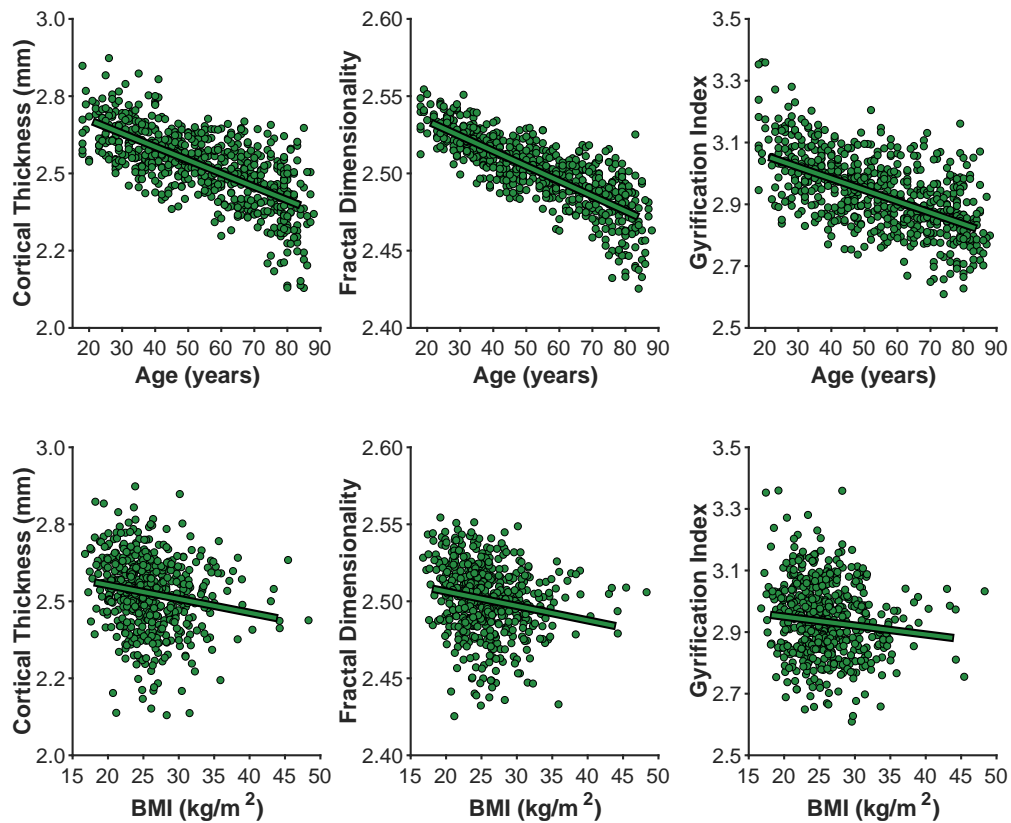 3.0
2.8
2.5
2.2
2.0
Cortical Thickness (mm)
20 30 40 50 60 70 80 90
Age (years)
2.60
2.55
2.50
2.45
2.40
Fractal Dimensionality
20 30 40 50 60 70 80 90
Age (years)
3.5
3.3
3.1
2.9
2.7
2.5
Gyrification Index
20 30 40 50 60 70 80 90
Age (years)
3.0
2.8
2.5
2.2
2.0
Cortical Thickness (mm)
15 20 25 30 35 40 45 50
BMI (kg/m²)
2.60
2.55
2.50
2.45
2.40
Fractal Dimensionality
15 20 25 30 35 40 45 50
BMI (kg/m²)
3.5
3.3
3.1
2.9
2.7
2.5
Gyrification Index
15 20 25 30 35 40 45 50
BMI (kg/m²)